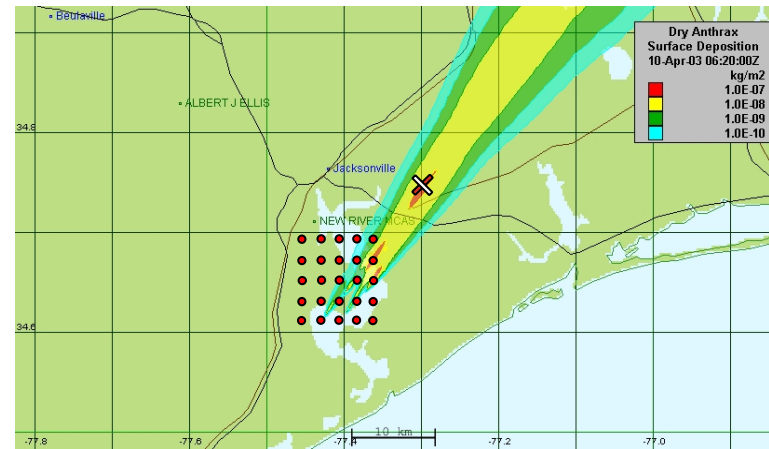 Beulaville
Dry Anthrax
Surface Deposition
10-Apr-03 06:20:00Z
kg/m2
1.0E-07
1.0E-08
1.0E-09
1.0E-10
ALBERT J ELLIS
34.8
Jacksonville
NEW RIVER MCAS
34.6
10 km
-77.8
-77.6
-77.4
-77.2
-77.0